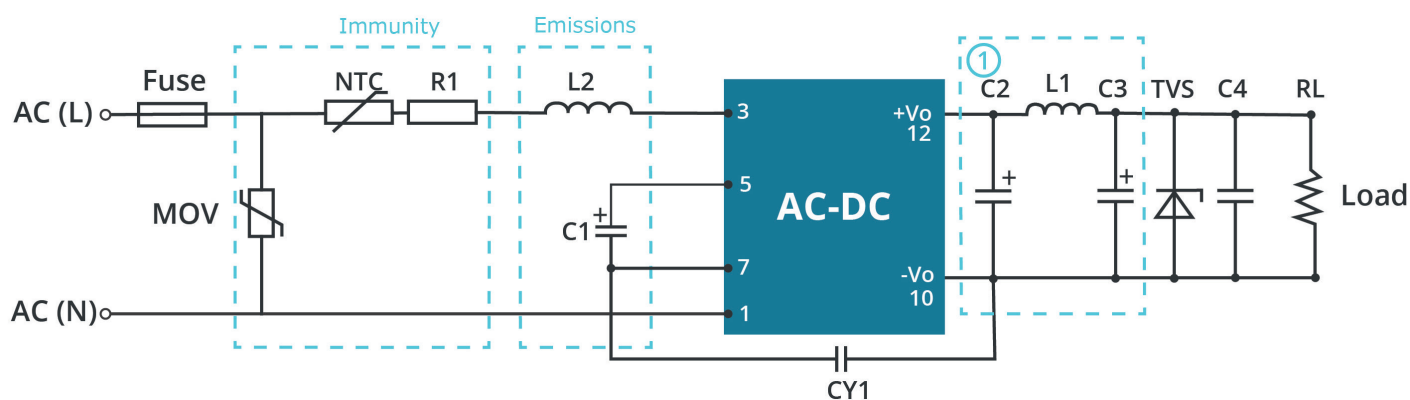 Immunity
Emissions
Fuse
NTC
R1
L2
1
C2
L1
C3
TVS
C4
RL
AC (L)
3
+Vo
12
5
+
+
+
MOV
C1
AC-DC
Load
7
-Vo
10
AC (N)
1
CY1